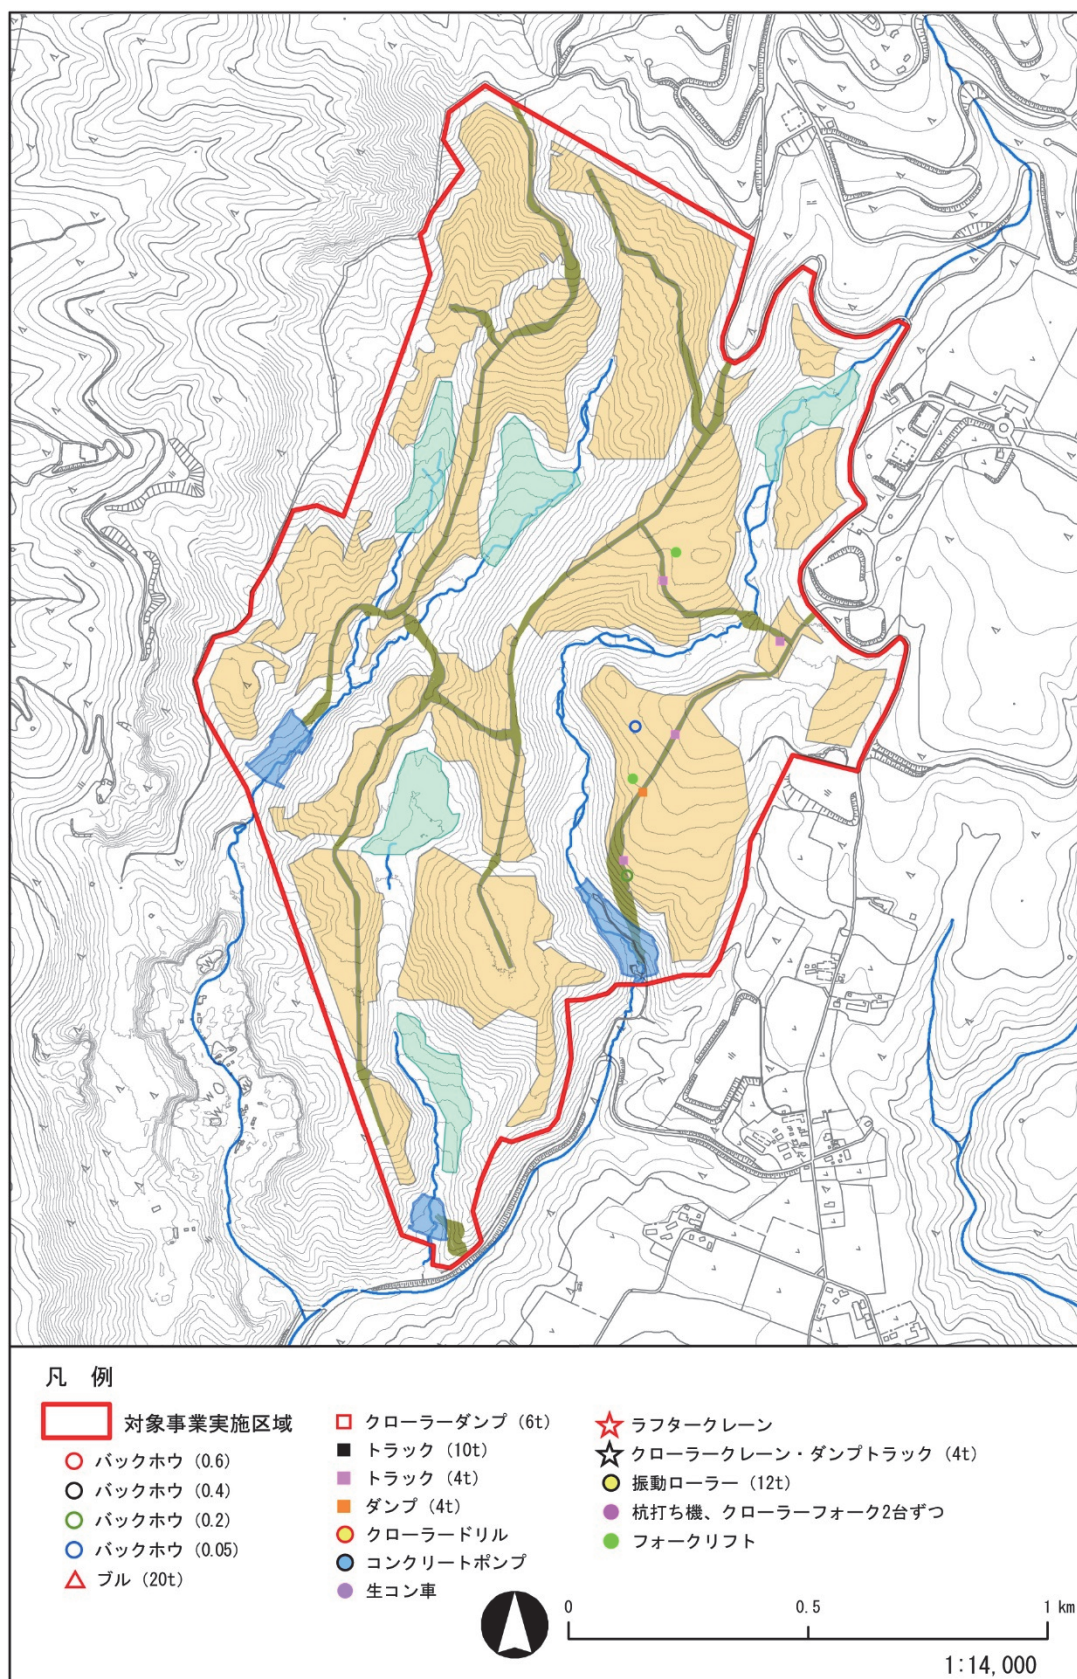 凡 例
対象事業実施区域
バックホウ（0.6）
バックホウ（0.4）
バックホウ（0.2）
バックホウ（0.05）
ブル（20t）
クローラーダンプ（6t）
トラック（10t）
トラック（4t）
ダンプ（4t）
クローラードリル
コンクリートポンプ
生コン車
ラフタークレーン
クローラークレーン・ダンプトラック（4t）
振動ローラー（12t）
杭打ち機、クローラーフォーク2台ずつ
フォークリフト
0 0.5 1 km
1:14,000